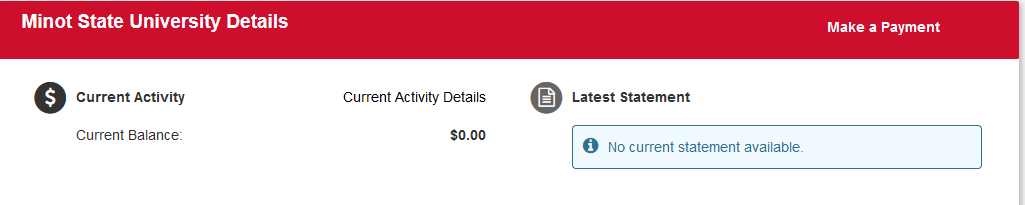 Minot State University Details
Make a Payment
Current Activity
Current Activity Details
Current Balance:
$0.00
Latest Statement
No current statement available.